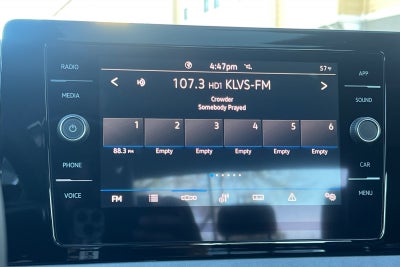 RADIO
MEDIA
PHONE
VOICE
4:47pm
57°F
107.3 HD1 KLVS-FM
Crowder
Somebody Prayed
1 2 3 4 5 6
88.3 FM Empty Empty Empty Empty Empty
FM
APP
SOUND
CAR
MENU